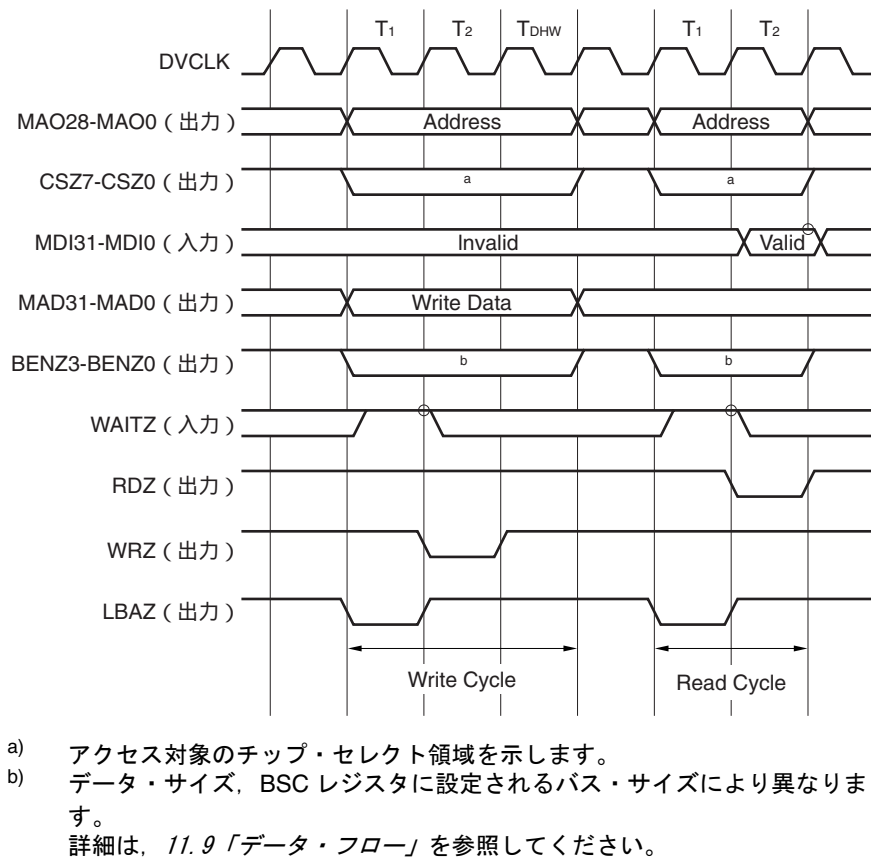 T1 T2 TDHW T1 T2
DVCLK
MAO28-MAO0（出力） Address Address
CSZ7-CSZ0（出力） a a
MDI31-MDI0（入力） Invalid Valid
MAD31-MAD0（出力） Write Data
BENZ3-BENZ0（出力） b b
WAITZ（入力）
RDZ（出力）
WRZ（出力）
LBAZ（出力）
Write Cycle Read Cycle
a) アクセス対象のチップ・セレクト領域を示します。
b) データ・サイズ，BSC レジスタに設定されるバス・サイズにより異なりま
す。
詳細は，11.9「データ・フロー」を参照してください。